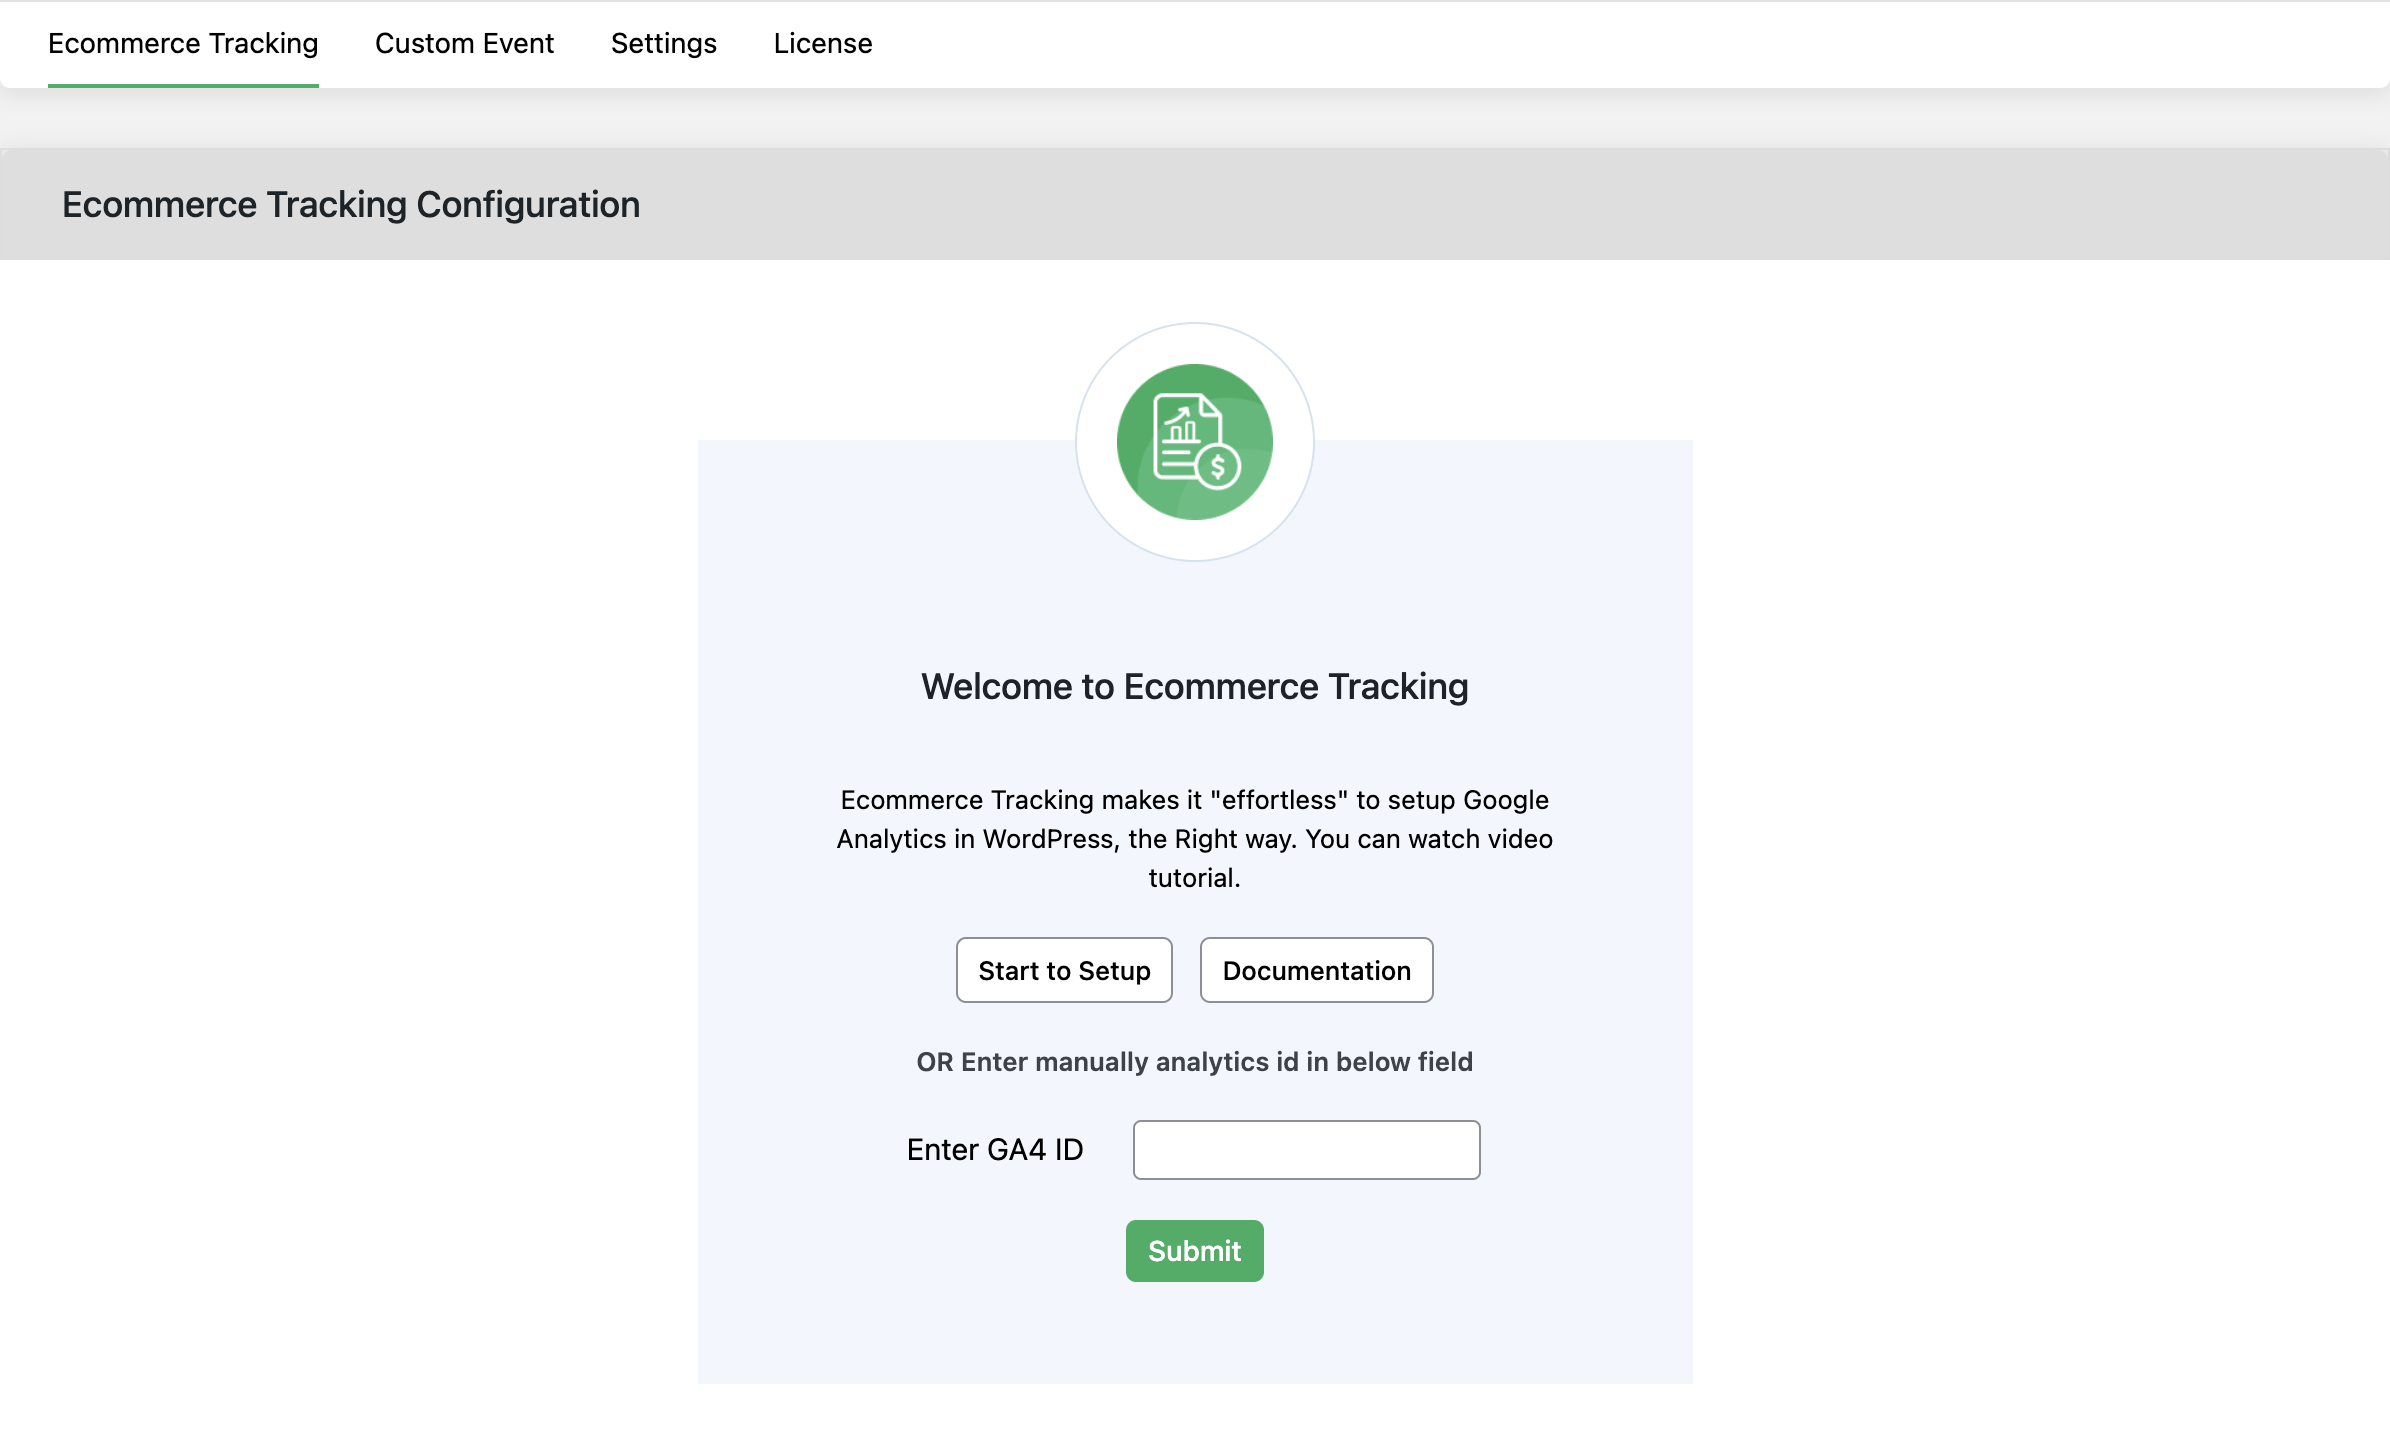 Ecommerce Tracking Custom Event Settings License
Ecommerce Tracking Configuration
$
Welcome to Ecommerce Tracking
Ecommerce Tracking makes it "effortless" to setup Google
Analytics in WordPress, the Right way. You can watch video
tutorial.
Start to Setup Documentation
OR Enter manually analytics id in below field
Enter GA4 ID
Submit